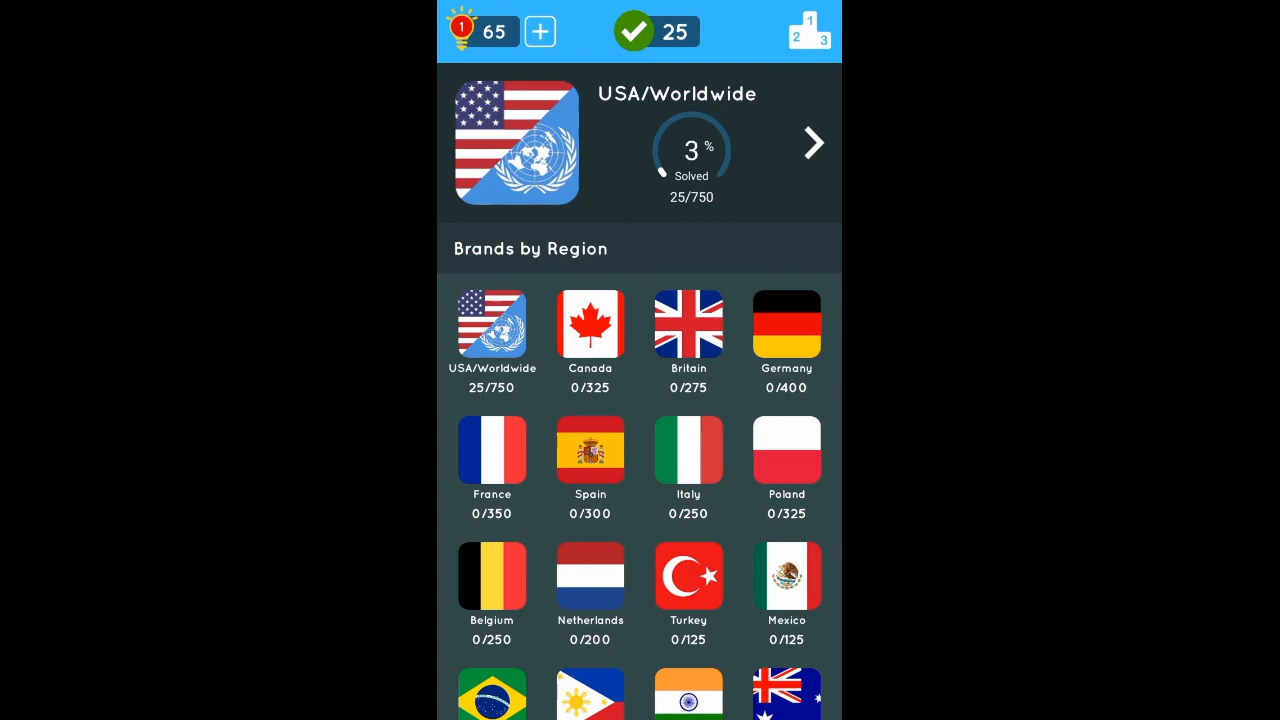 1 65 25
1
2 3
USA/Worldwide
3 %
Solved
25/750
Brands by Region
USA/Worldwide Canada Britain Germany
25/750 0/325 0/275 0/400
France Spain Italy Poland
0/350 0/300 0/250 0/325
Belgium Netherlands Turkey Mexico
0/250 0/200 0/125 0/125